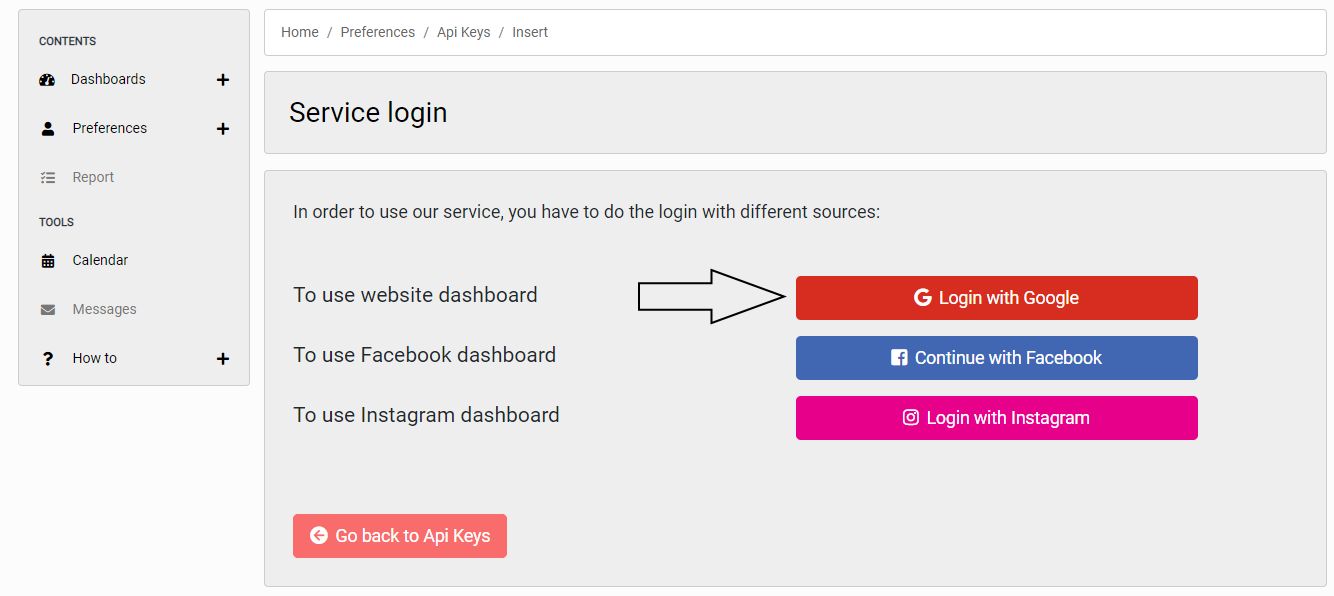 CONTENTS
Dashboards
Preferences
Report
TOOLS
Calendar
Messages
How to
Home / Preferences / Api Keys / Insert
Service login
In order to use our service, you have to do the login with different sources:
To use website dashboard
Login with Google
To use Facebook dashboard
Continue with Facebook
To use Instagram dashboard
Login with Instagram
Go back to Api Keys